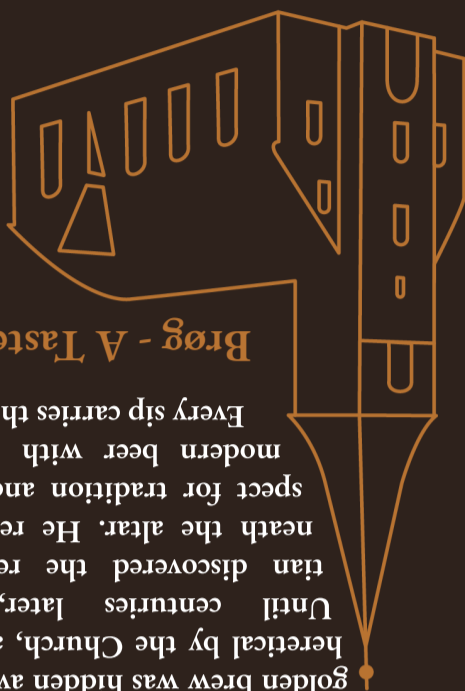 golden brew was hidden aw
heretical by the Church, a
Until centuries later,
tian discovered the re
neath the altar. He re
spect for tradition and
modern beer with
Every sip carries th
Brøg - A Taste